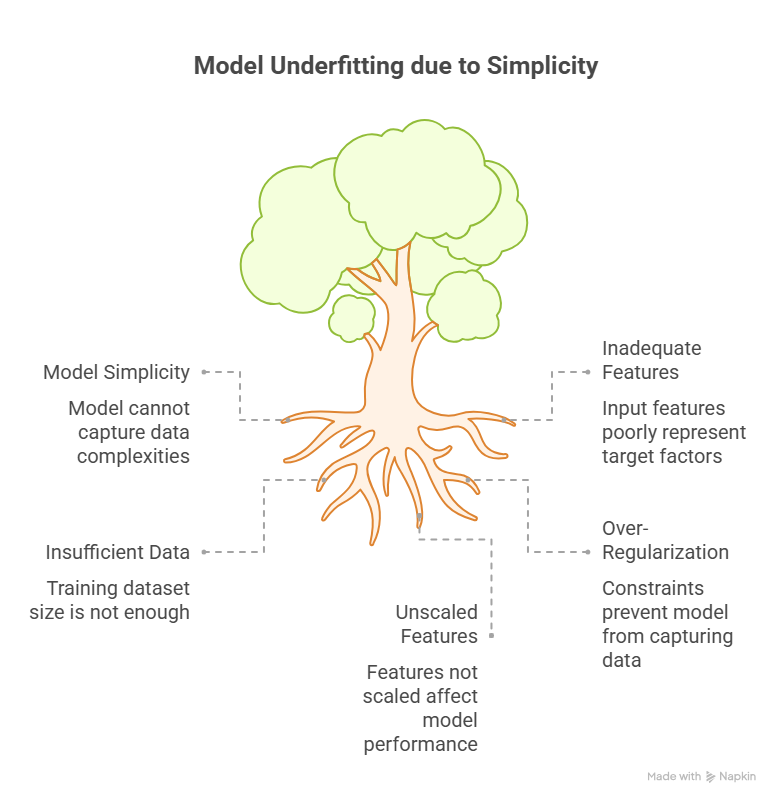 Model Underfitting due to Simplicity
Model Simplicity
Model cannot
capture data
complexities
Inadequate
Features
Input features
poorly represent
target factors
Insufficient Data
Training dataset
size is not enough
Over-
Regularization
Constraints
prevent model
from capturing
data
Unscaled
Features
Features not
scaled affect
model
performance
Made with Napkin